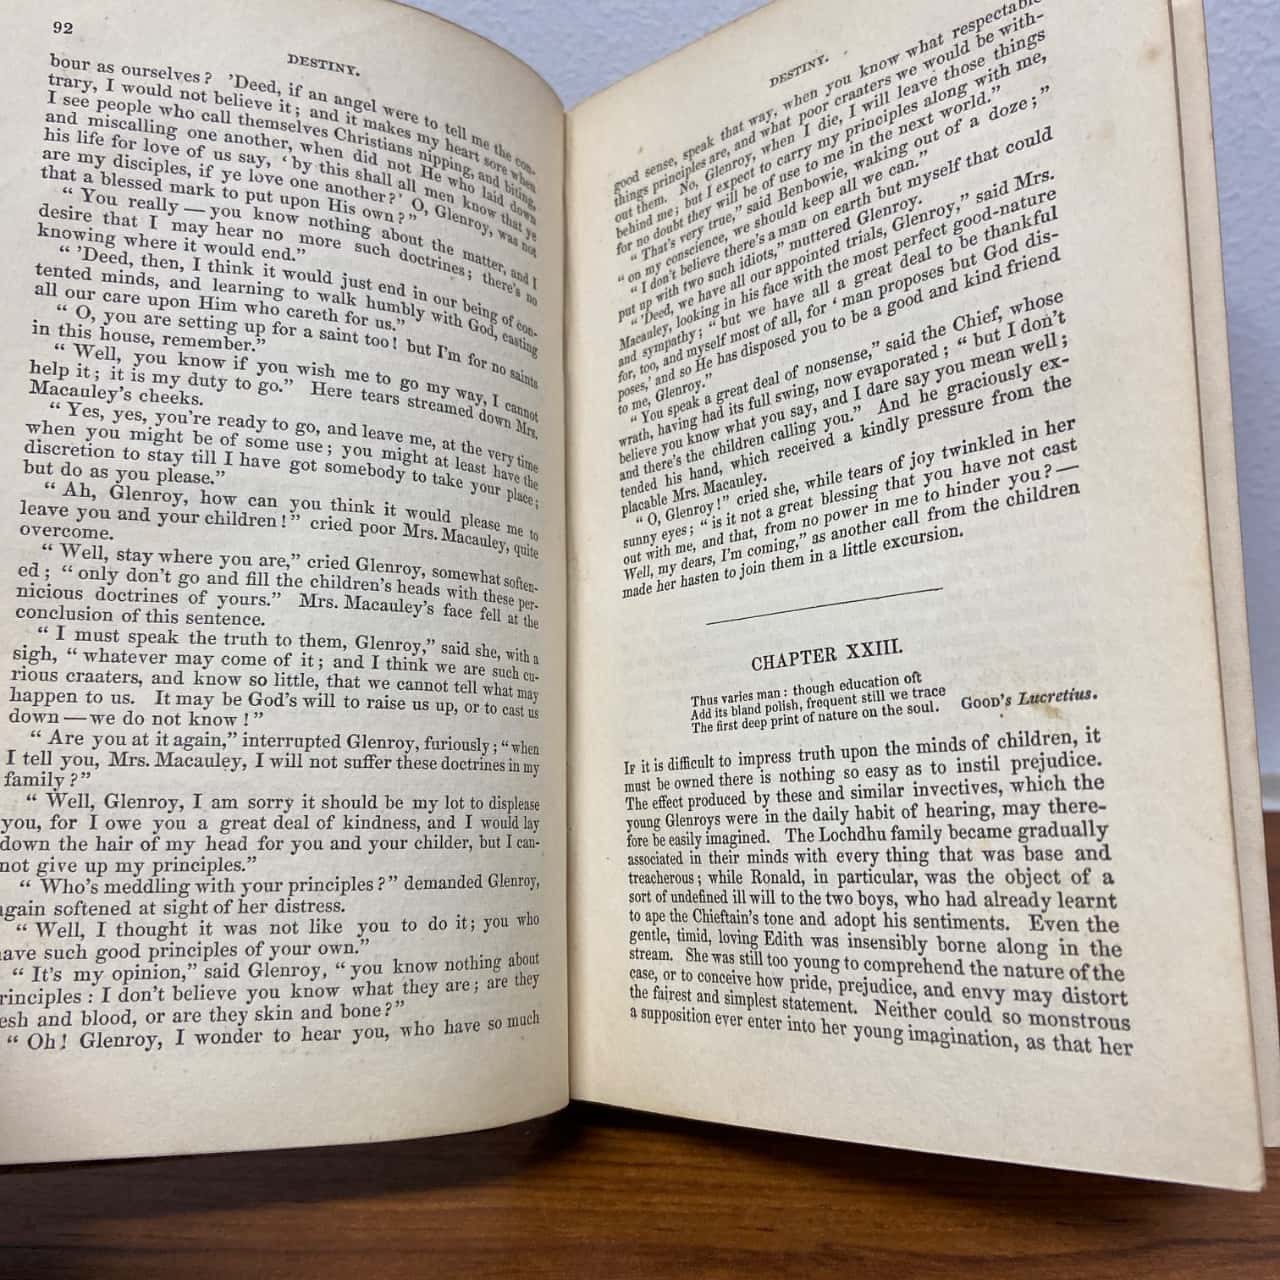 92
DESTINY.
bour as ourselves? 'Deed, if an angel were to tell me the con-
trary, I would not believe it; and it makes my heart sore when
I see people who call themselves Christians nipping, and biting,
and miscalling one another, when did not He who laid down
his life for love of us say, 'by this shall all men know that ye
are my disciples, if ye love one another?' O, Glenroy, was not
that a blessed mark to put upon His own?"
"You really — you know nothing about the matter, and I
desire that I may hear no more such doctrines; there's no
knowing where it would end."
"'Deed, then, I think it would just end in our being of con-
tented minds, and learning to walk humbly with God, casting
all our care upon Him who careth for us."
"O, you are setting up for a saint too! but I'm for no saints
in this house, remember."
"Well, you know if you wish me to go my way, I cannot
help it; it is my duty to go." Here tears streamed down Mrs.
Macauley's cheeks.
"Yes, yes, you're ready to go, and leave me, at the very time
when you might be of some use; you might at least have the
discretion to stay till I have got somebody to take your place;
but do as you please."
"Ah, Glenroy, how can you think it would please me to
leave you and your children!" cried poor Mrs. Macauley, quite
overcome.
"Well, stay where you are," cried Glenroy, somewhat soften-
ed; "only don't go and fill the children's heads with these per-
nicious doctrines of yours." Mrs. Macauley's face fell at the
conclusion of this sentence.
"I must speak the truth to them, Glenroy," said she, with a
sigh, "whatever may come of it; and I think we are such cu-
rious craaters, and know so little, that we cannot tell what may
happen to us. It may be God's will to raise us up, or to cast us
down — we do not know!"
"Are you at it again," interrupted Glenroy, furiously; "when
I tell you, Mrs. Macauley, I will not suffer these doctrines in my
family?"
"Well, Glenroy, I am sorry it should be my lot to displease
you, for I owe you a great deal of kindness, and I would lay
down the hair of my head for you and your childer, but I can-
not give up my principles."
"Who's meddling with your principles?" demanded Glenroy,
again softened at sight of her distress.
"Well, I thought it was not like you to do it; you who
ave such good principles of your own."
"It's my opinion," said Glenroy, "you know nothing about
rinciples: I don't believe you know what they are; are they
esh and blood, or are they skin and bone?"
"Oh! Glenroy, I wonder to hear you, who have so much
DESTINY.
good sense, speak that way, when you know what respectable
things principles are, and what poor craaters we would be with-
out them. No, Glenroy, when I die, I will leave those things
behind me; but I expect to carry my principles along with me,
for no doubt they will be of use to me in the next world."
"That's very true," said Benbowie, waking out of a doze;"
"on my conscience, we should keep all we can."
"I don't believe there's a man on earth but myself that could
put up with two such idiots," muttered Glenroy.
"'Deed, we have all our appointed trials, Glenroy," said Mrs.
Macauley, looking in his face with the most perfect good-nature
and sympathy; "but we have all a great deal to be thankful
for, too, and myself most of all, for 'man proposes but God dis-
poses,' and so He has disposed you to be a good and kind friend
to me, Glenroy."
"You speak a great deal of nonsense," said the Chief, whose
wrath, having had its full swing, now evaporated; "but I don't
believe you know what you say, and I dare say you mean well;
and there's the children calling you." And he graciously ex-
tended his hand, which received a kindly pressure from the
placable Mrs. Macauley.
"O, Glenroy!" cried she, while tears of joy twinkled in her
sunny eyes; "is it not a great blessing that you have not cast
out with me, and that, from no power in me to hinder you? —
Well, my dears, I'm coming," as another call from the children
made her hasten to join them in a little excursion.
CHAPTER XXIII.
Thus varies man: though education oft
Add its bland polish, frequent still we trace
The first deep print of nature on the soul. GOOD's Lucretius.
IF it is difficult to impress truth upon the minds of children, it
must be owned there is nothing so easy as to instil prejudice.
The effect produced by these and similar invectives, which the
young Glenroys were in the daily habit of hearing, may there-
fore be easily imagined. The Lochdhu family became gradually
associated in their minds with every thing that was base and
treacherous; while Ronald, in particular, was the object of a
sort of undefined ill will to the two boys, who had already learnt
to ape the Chieftain's tone and adopt his sentiments. Even the
gentle, timid, loving Edith was insensibly borne along in the
stream. She was still too young to comprehend the nature of the
case, or to conceive how pride, prejudice, and envy may distort
the fairest and simplest statement. Neither could so monstrous
a supposition ever enter into her young imagination, as that her